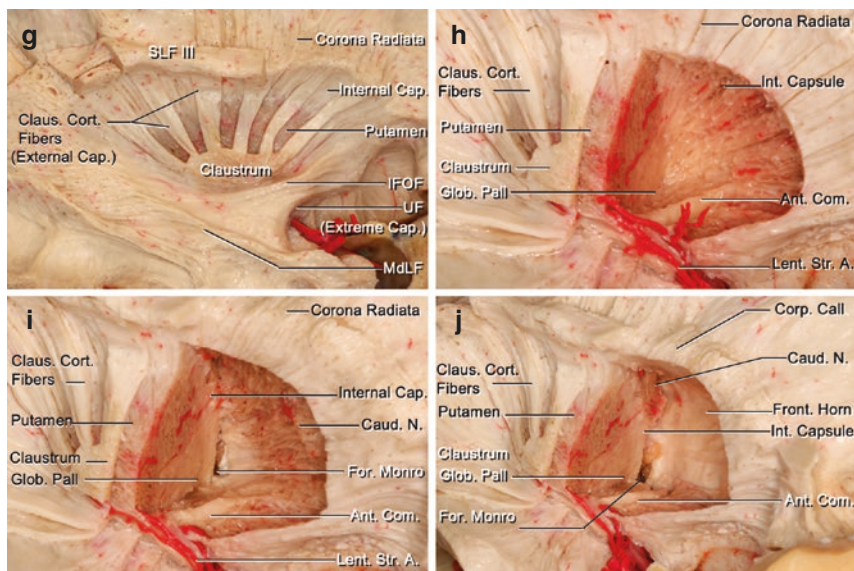 g
SLF III
Corona Radiata
Internal Cap.
Claus. Cort.
Fibers
(External Cap.)
Putamen
Claustrum
IFOF
UF
(Extreme Cap.)
MdLF
h
Corona Radiata
Claus. Cort.
Fibers
Int. Capsule
Putamen
Claustrum
Glob. Pall
Ant. Com.
Lent. Str. A.
i
Corona Radiata
Claus. Cort.
Fibers
Internal Cap.
Putamen
Caud. N.
Claustrum
Glob. Pall
For. Monro
Ant. Com.
Lent. Str. A.
j
Corp. Call
Claus. Cort.
Fibers
Caud. N.
Putamen
Front. Horn
Int. Capsule
Claustrum
Glob. Pall
For. Monro
Ant. Com.